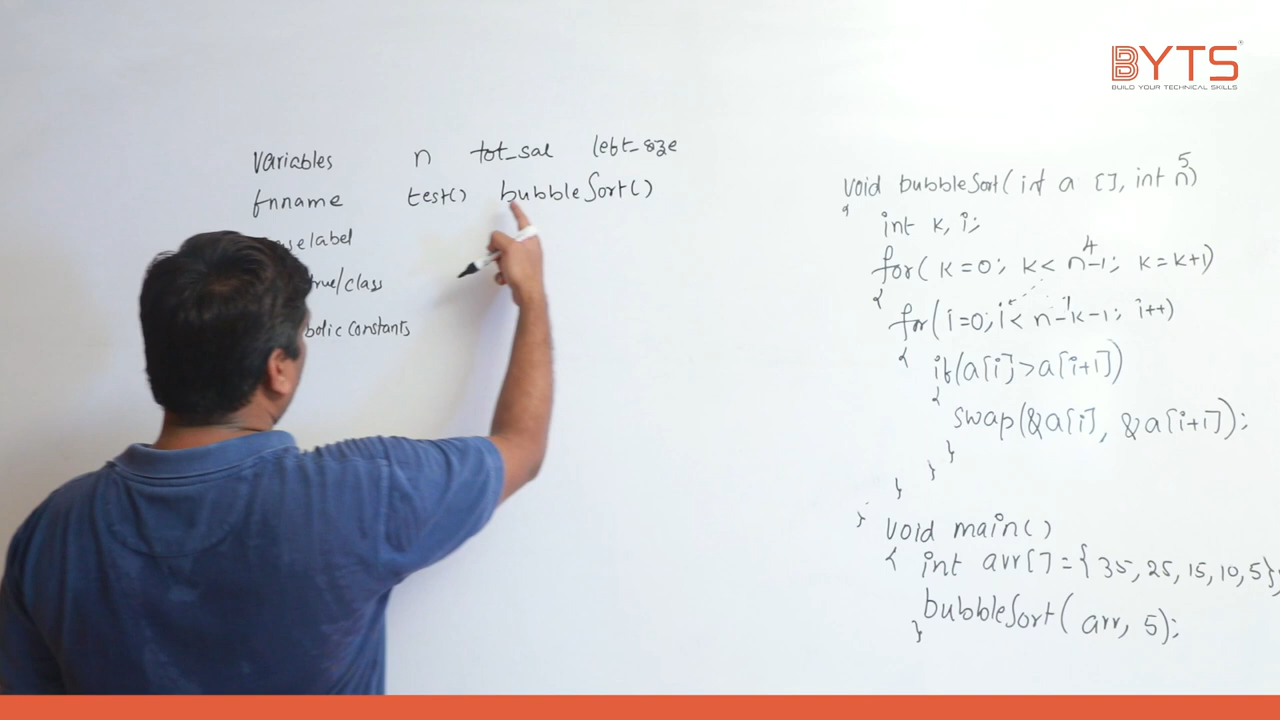 BYTS
BUILD YOUR TECHNICAL SKILLS
Variables n tot_sal left_size
fnname test() bubbleSort()
label
/class
Constants
void bubbleSort(int a [], int n) 5
{
int k, i;
for( k=0; k< n-1; k=k+1) 4
{
for( i=0; i< n-k-1; i++)
{
if(a[i]>a[i+1])
{
swap(&a[i], &a[i+1]);
}
}
}
}
void main()
{ int arr[] = {35, 25, 15, 10, 5};
bubbleSort( arr, 5);
}